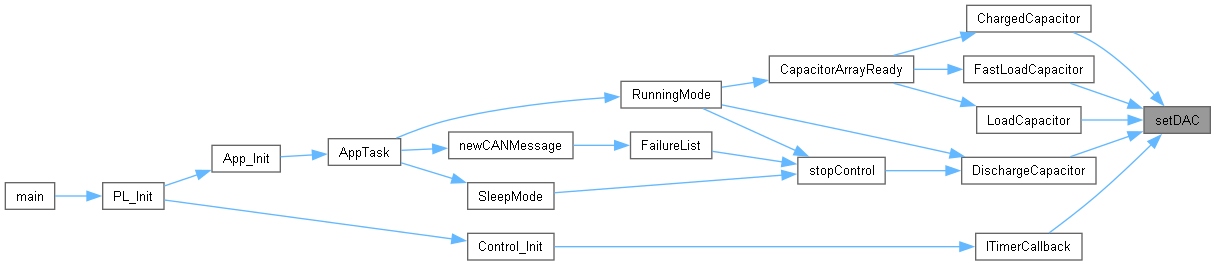 main
PL_Init
App_Init
Control_Init
AppTask
RunningMode
newCANMessage
SleepMode
FailureList
CapacitorArrayReady
stopControl
ChargedCapacitor
FastLoadCapacitor
LoadCapacitor
DischargeCapacitor
ITimerCallback
setDAC